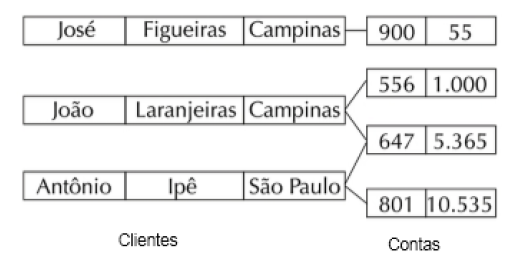 José Figueiras Campinas 900 55
556 1.000
João Laranjeiras Campinas
647 5.365
Antônio Ipê São Paulo
801 10.535
Clientes Contas